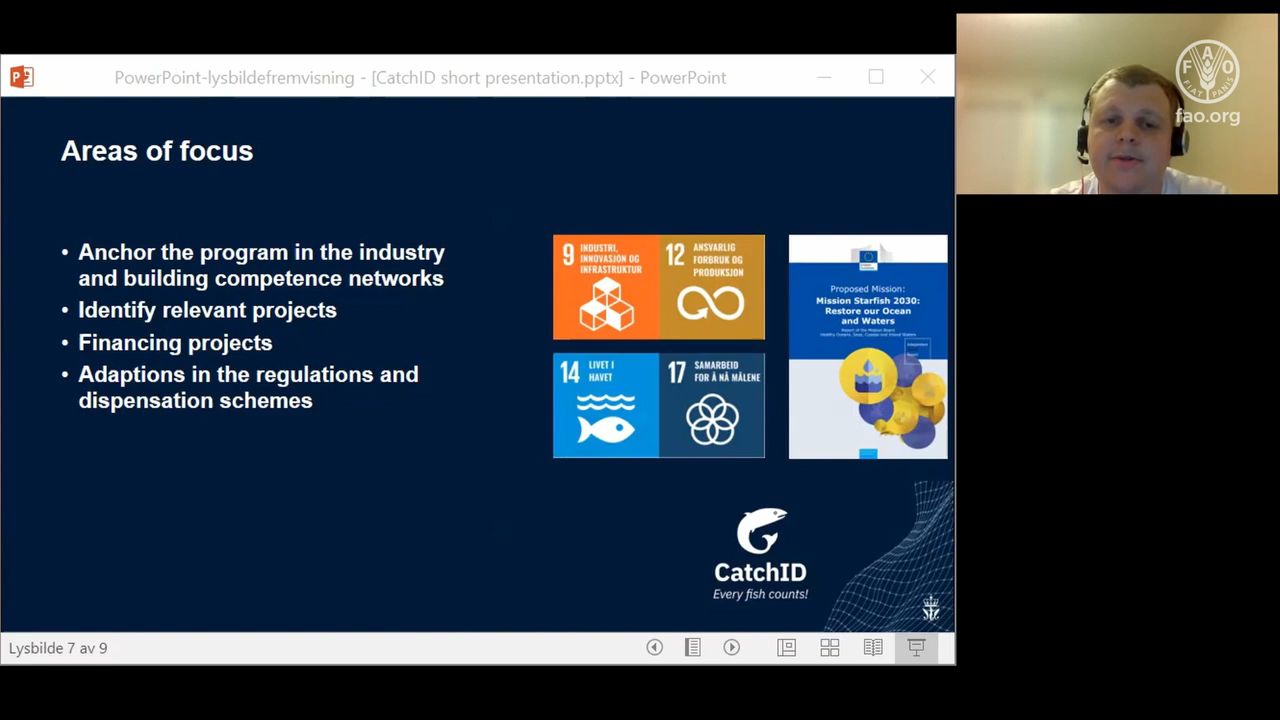 PowerPoint-lysbildefremvisning - [CatchID short presentation.pptx] - PowerPoint
Areas of focus
• Anchor the program in the industry
and building competence networks
• Identify relevant projects
• Financing projects
• Adaptions in the regulations and
dispensation schemes
9 INDUSTRI,
INNOVASJON OG
INFRASTRUKTUR
12 ANSVARLIG
FORBRUK OG
PRODUKSJON
14 LIVET I
HAVET
17 SAMARBEID
FOR Å NÅ MÅLENE
Proposed Mission:
Mission Starfish 2030:
Restore our Ocean
and Waters
CatchID
Every fish counts!
Lysbilde 7 av 9
FAO
FIAT PANIS
fao.org